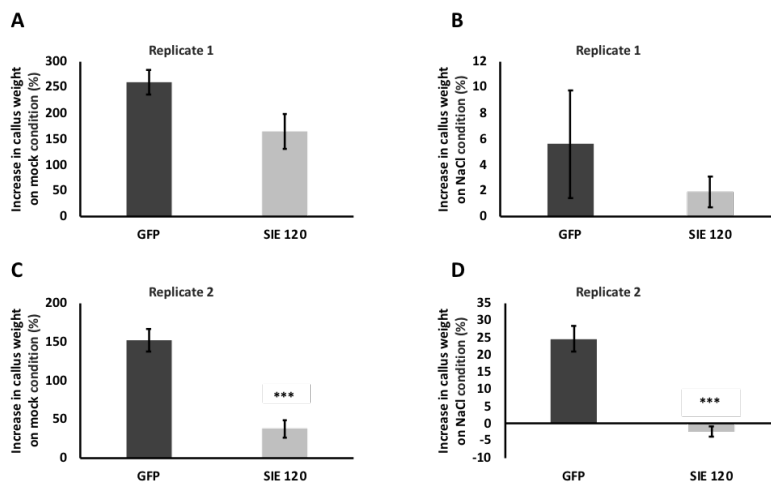 A
Replicate 1
Increase in callus weight
on mock condition (%)
300
250
200
150
100
50
0
GFP
SIE 120
B
Replicate 1
Increase in callus weight
on NaCl condition (%)
12
10
8
6
4
2
0
GFP
SIE 120
C
Replicate 2
Increase in callus weight
on mock condition (%)
200
150
100
50
0
***
GFP
SIE 120
D
Replicate 2
Increase in callus weight
on NaCl condition (%)
35
30
25
20
15
10
5
0
-5
-10
***
GFP
SIE 120